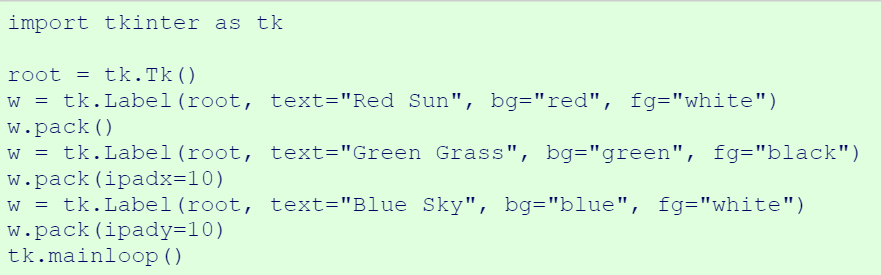 import tkinter as tk
root = tk.Tk()
w = tk.Label(root, text="Red Sun", bg="red", fg="white")
w.pack()
w = tk.Label(root, text="Green Grass", bg="green", fg="black")
w.pack(ipadx=10)
w = tk.Label(root, text="Blue Sky", bg="blue", fg="white")
w.pack(ipady=10)
tk.mainloop()